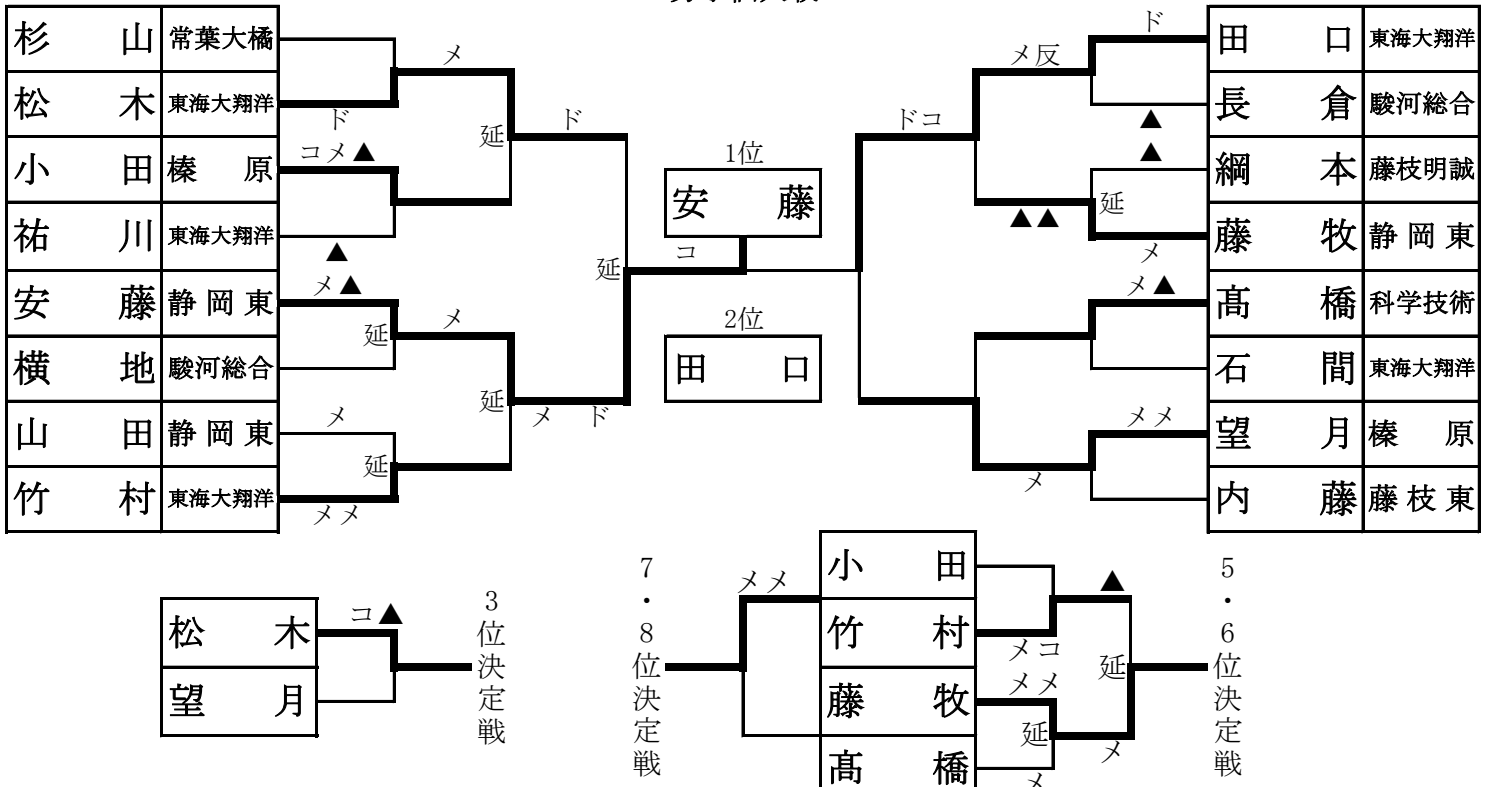 杉山 常葉大橘
松木 東海大翔洋
小田 榛原
祐川 東海大翔洋
安藤 静岡東
横地 駿河総合
山田 静岡東
竹村 東海大翔洋
メ
ド
コメ▲
▲
メ▲
延
メ
メ
延
メメ
延
ド
延
メ ド
延
コ
1位
安藤
2位
田口
ドコ
メ反
ド
▲
▲
延
▲▲
メ
メ▲
メメ
メ
田口 東海大翔洋
長倉 駿河総合
綱本 藤枝明誠
藤牧 静岡東
髙橋 科学技術
石間 東海大翔洋
望月 榛原
内藤 藤枝東
松木
望月
コ▲
3位決定戦
7・8位決定戦
メメ
小田
竹村
藤牧
髙橋
メコ
メメ
延
メ
▲
延
メ
5・6位決定戦